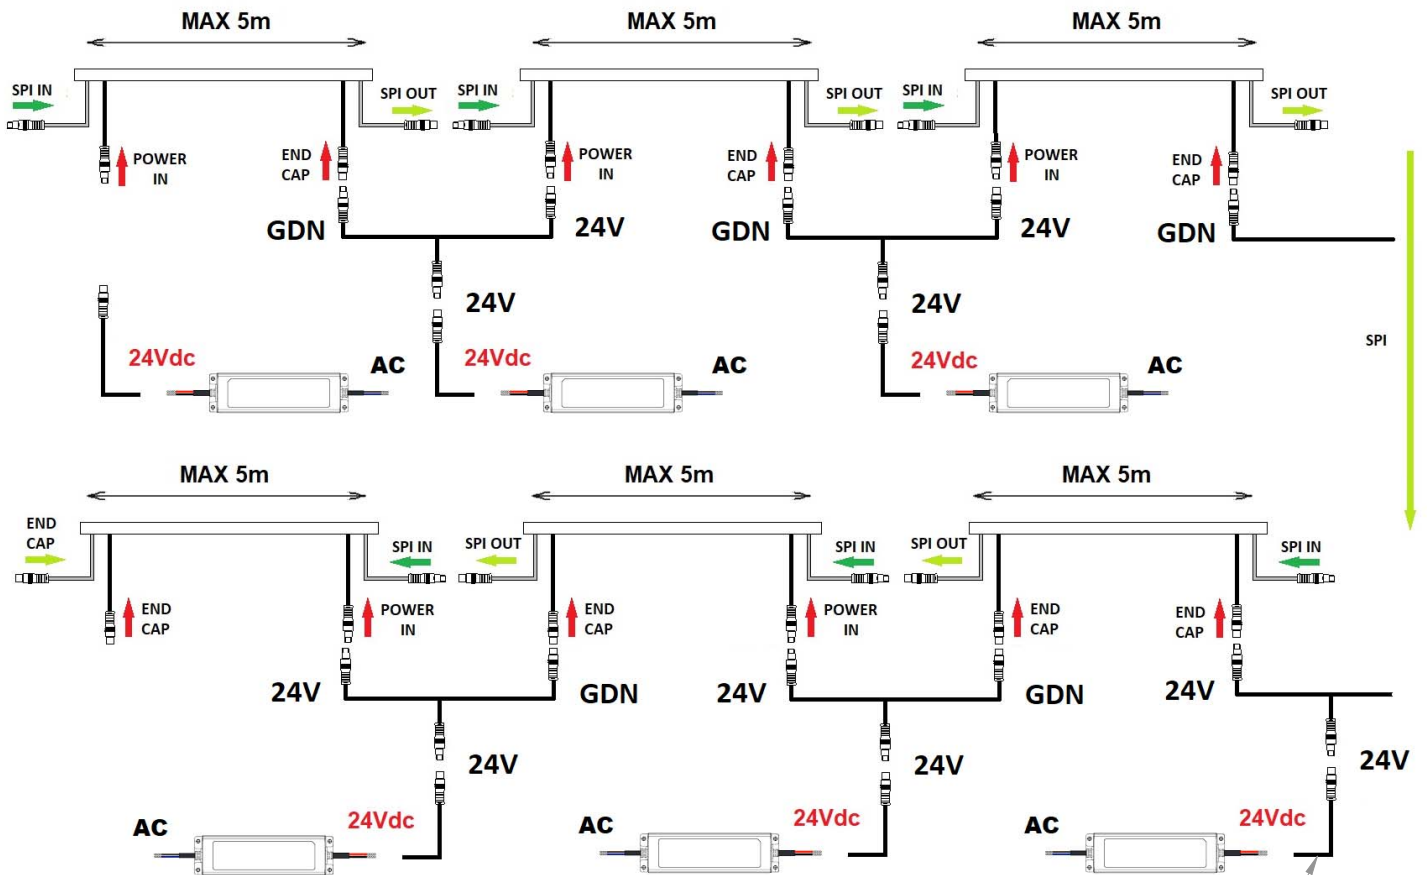 MAX 5m
MAX 5m
MAX 5m
SPI IN
SPI OUT
SPI IN
SPI OUT
SPI IN
SPI OUT
POWER
IN
END
CAP
POWER
IN
END
CAP
POWER
IN
END
CAP
GDN
24V
GDN
24V
GDN
24V
24V
SPI
24Vdc
AC
24Vdc
AC
24Vdc
AC
MAX 5m
MAX 5m
MAX 5m
END
CAP
SPI IN
SPI OUT
SPI IN
SPI OUT
SPI IN
END
CAP
POWER
IN
END
CAP
POWER
IN
END
CAP
END
CAP
24V
GDN
24V
GDN
24V
24V
24V
24V
AC
24Vdc
AC
24Vdc
AC
24Vdc